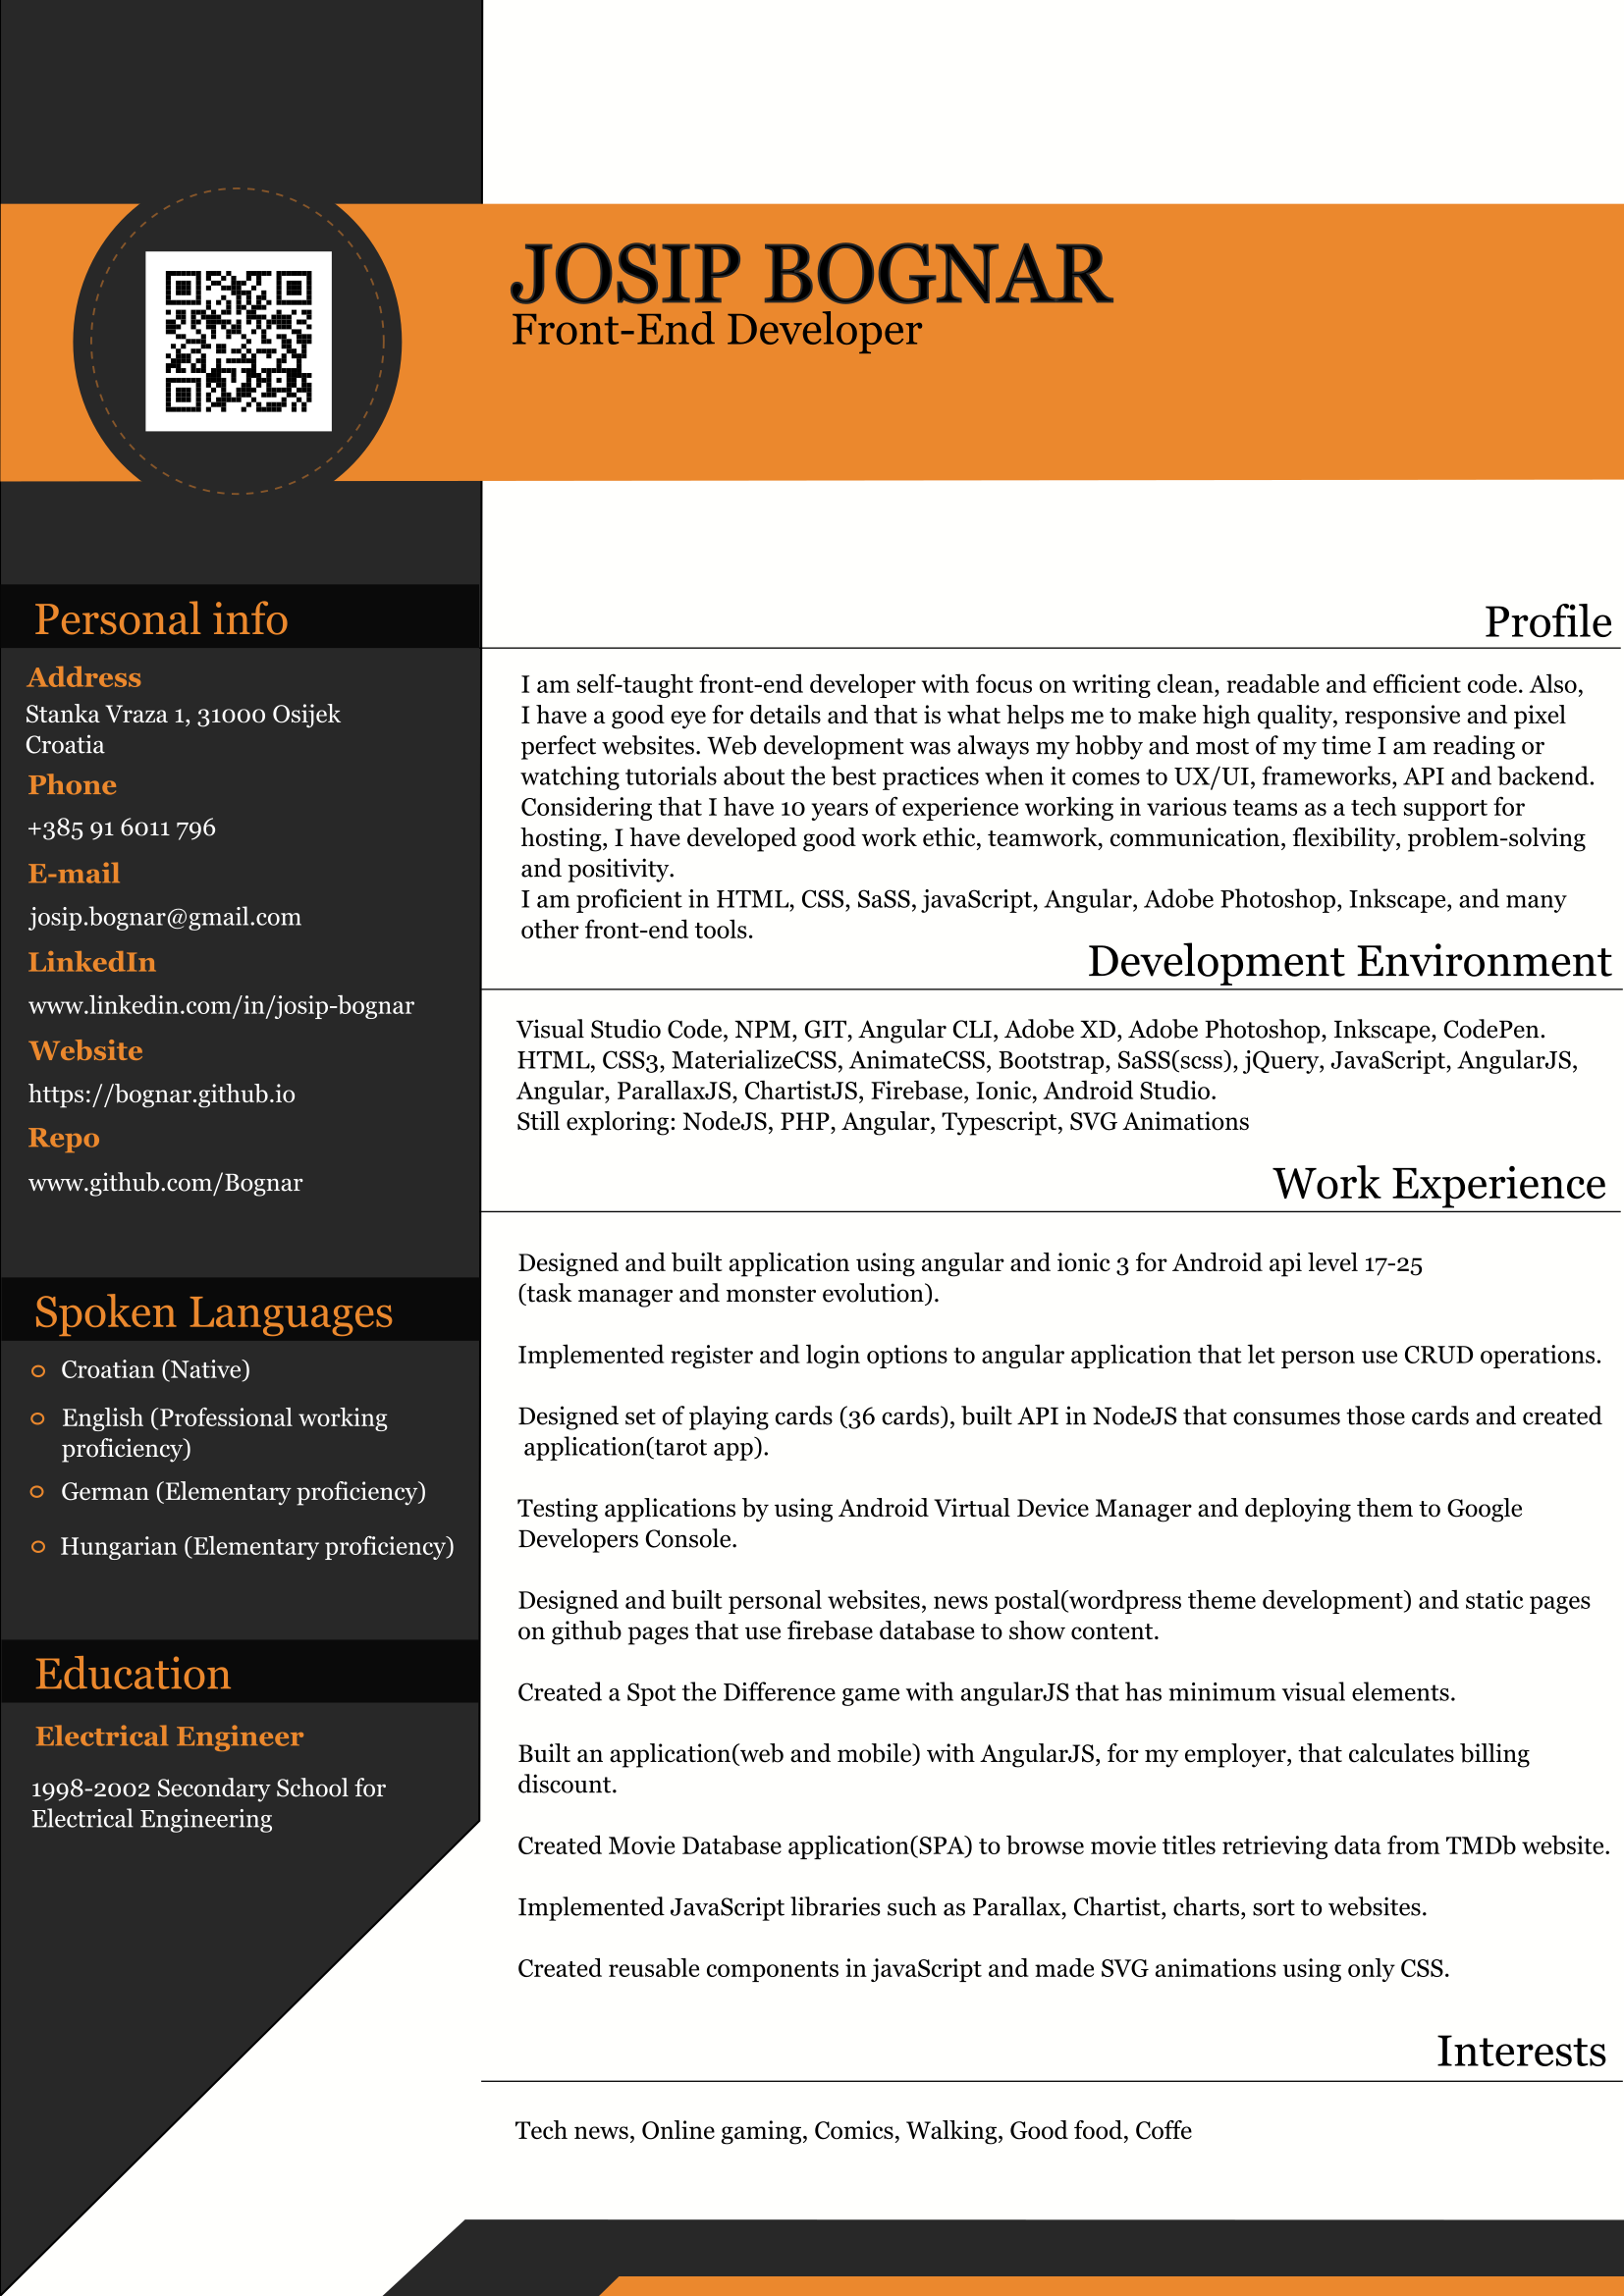 JOSIP BOGNAR
Front-End Developer
Personal info
Address
Stanka Vraza 1, 31000 Osijek
Croatia
Phone
+385 91 6011 796
E-mail
josip.bognar@gmail.com
LinkedIn
www.linkedin.com/in/josip-bognar
Website
https://bognar.github.io
Repo
www.github.com/Bognar
Spoken Languages
Croatian (Native)
English (Professional working
proficiency)
German (Elementary proficiency)
Hungarian (Elementary proficiency)
Education
Electrical Engineer
1998-2002 Secondary School for
Electrical Engineering
Profile
I am self-taught front-end developer with focus on writing clean, readable and efficient code. Also,
I have a good eye for details and that is what helps me to make high quality, responsive and pixel
perfect websites. Web development was always my hobby and most of my time I am reading or
watching tutorials about the best practices when it comes to UX/UI, frameworks, API and backend.
Considering that I have 10 years of experience working in various teams as a tech support for
hosting, I have developed good work ethic, teamwork, communication, flexibility, problem-solving
and positivity.
I am proficient in HTML, CSS, SaSS, javaScript, Angular, Adobe Photoshop, Inkscape, and many
other front-end tools.
Development Environment
Visual Studio Code, NPM, GIT, Angular CLI, Adobe XD, Adobe Photoshop, Inkscape, CodePen.
HTML, CSS3, MaterializeCSS, AnimateCSS, Bootstrap, SaSS(scss), jQuery, JavaScript, AngularJS,
Angular, ParallaxJS, ChartistJS, Firebase, Ionic, Android Studio.
Still exploring: NodeJS, PHP, Angular, Typescript, SVG Animations
Work Experience
Designed and built application using angular and ionic 3 for Android api level 17-25
(task manager and monster evolution).
Implemented register and login options to angular application that let person use CRUD operations.
Designed set of playing cards (36 cards), built API in NodeJS that consumes those cards and created
application(tarot app).
Testing applications by using Android Virtual Device Manager and deploying them to Google
Developers Console.
Designed and built personal websites, news postal(wordpress theme development) and static pages
on github pages that use firebase database to show content.
Created a Spot the Difference game with angularJS that has minimum visual elements.
Built an application(web and mobile) with AngularJS, for my employer, that calculates billing
discount.
Created Movie Database application(SPA) to browse movie titles retrieving data from TMDb website.
Implemented JavaScript libraries such as Parallax, Chartist, charts, sort to websites.
Created reusable components in javaScript and made SVG animations using only CSS.
Interests
Tech news, Online gaming, Comics, Walking, Good food, Coffe